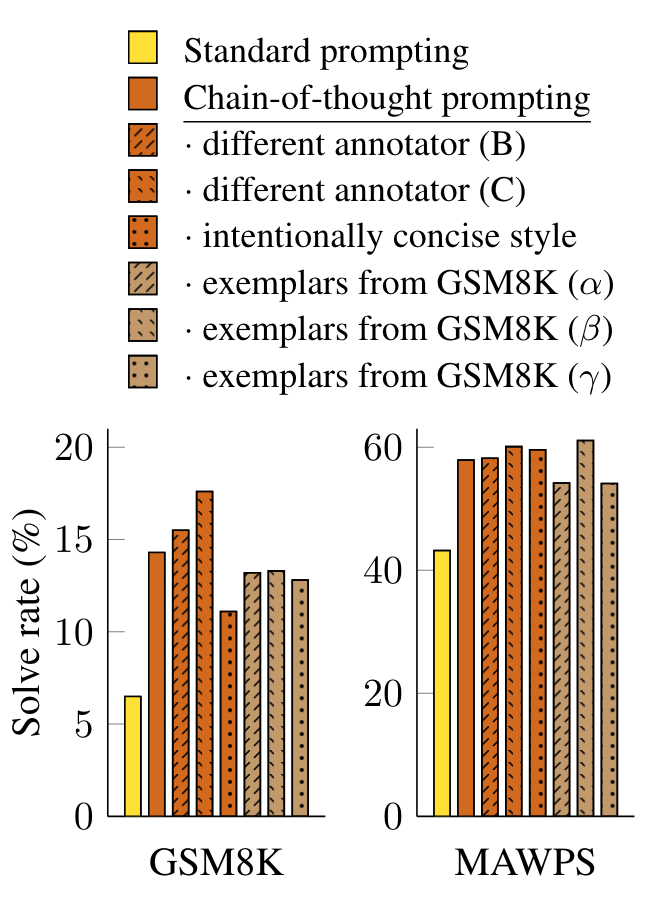 Standard prompting
Chain-of-thought prompting
· different annotator (B)
· different annotator (C)
· intentionally concise style
· exemplars from GSM8K (α)
· exemplars from GSM8K (β)
· exemplars from GSM8K (γ)
Solve rate (%)
20
15
10
5
0
GSM8K
60
40
20
0
MAWPS